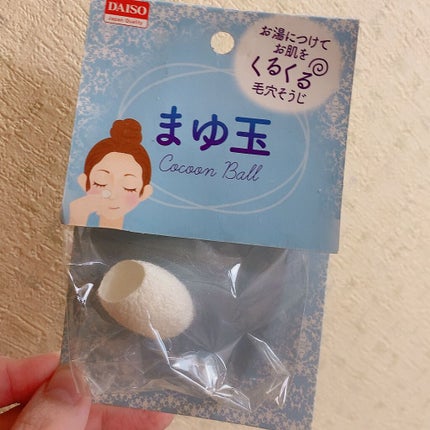 DAISO
Japan Quality
お湯につけて
お肌を
くるくる
毛穴そうじ
まゆ玉
Cocoon Ball